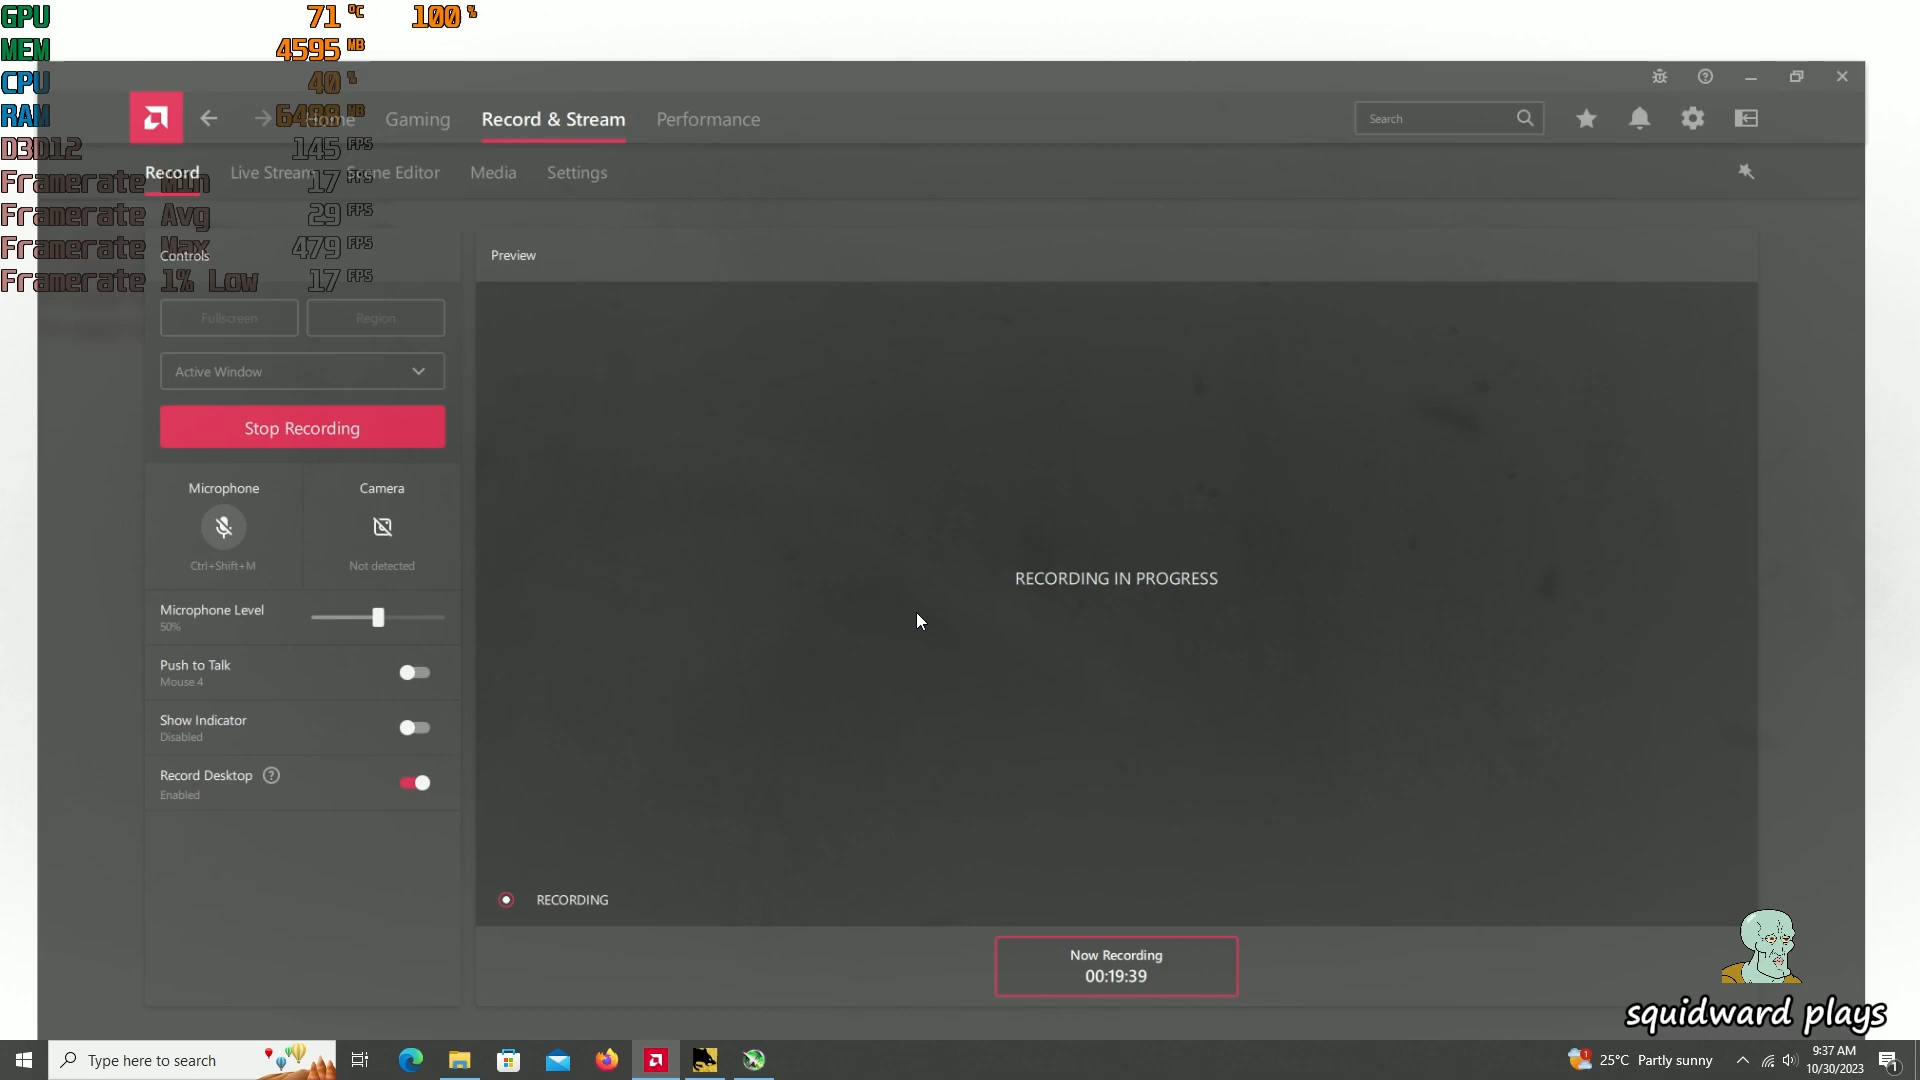 GPU 71 °C 100 %
MEM 4595 MB
CPU 40 %
RAM MB
Home Gaming Record & Stream Performance
Search
D3D12 145 FPS
Record Live Stream Scene Editor Media Settings
Framerate Min 17 FPS
Framerate Avg 29 FPS
Framerate Max 479 FPS
Controls
Preview
Framerate 1% Low 17 FPS
Fullscreen Region
Active Window
Stop Recording
Microphone Camera
Ctrl+Shift+M Not detected
RECORDING IN PROGRESS
Microphone Level
50%
Push to Talk
Mouse 4
Show Indicator
Disabled
Record Desktop ?
Enabled
RECORDING
Now Recording
00:19:39
squidward plays
Type here to search
1
25°C Partly sunny
9:37 AM
10/30/2023
1